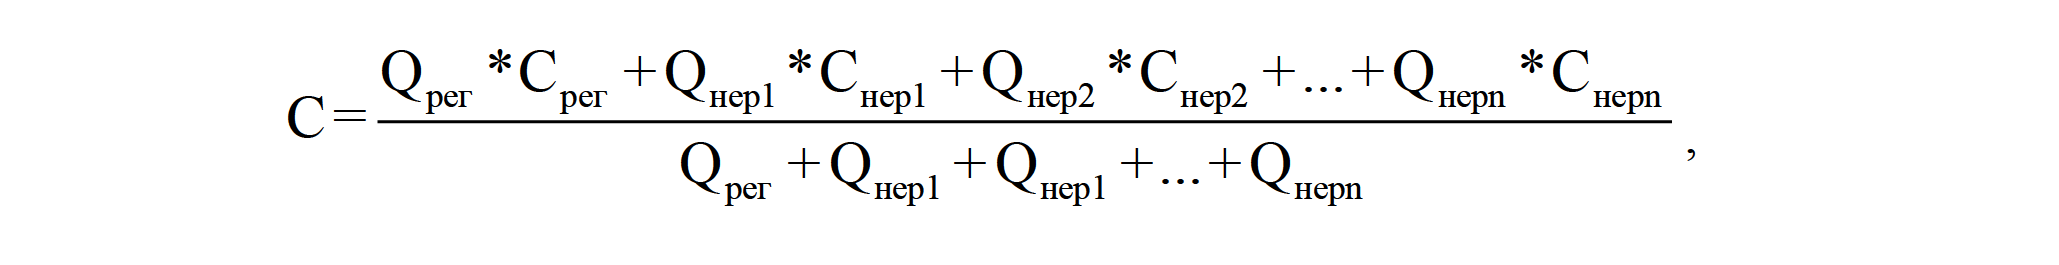 Qрег *Cрег +Qнер1 *Cнер1 +Qнер2 *Cнер2 +...+Qнерn *Cнерn
C=
Qрег +Qнер1 +Qнер1 +...+Qнерn ,